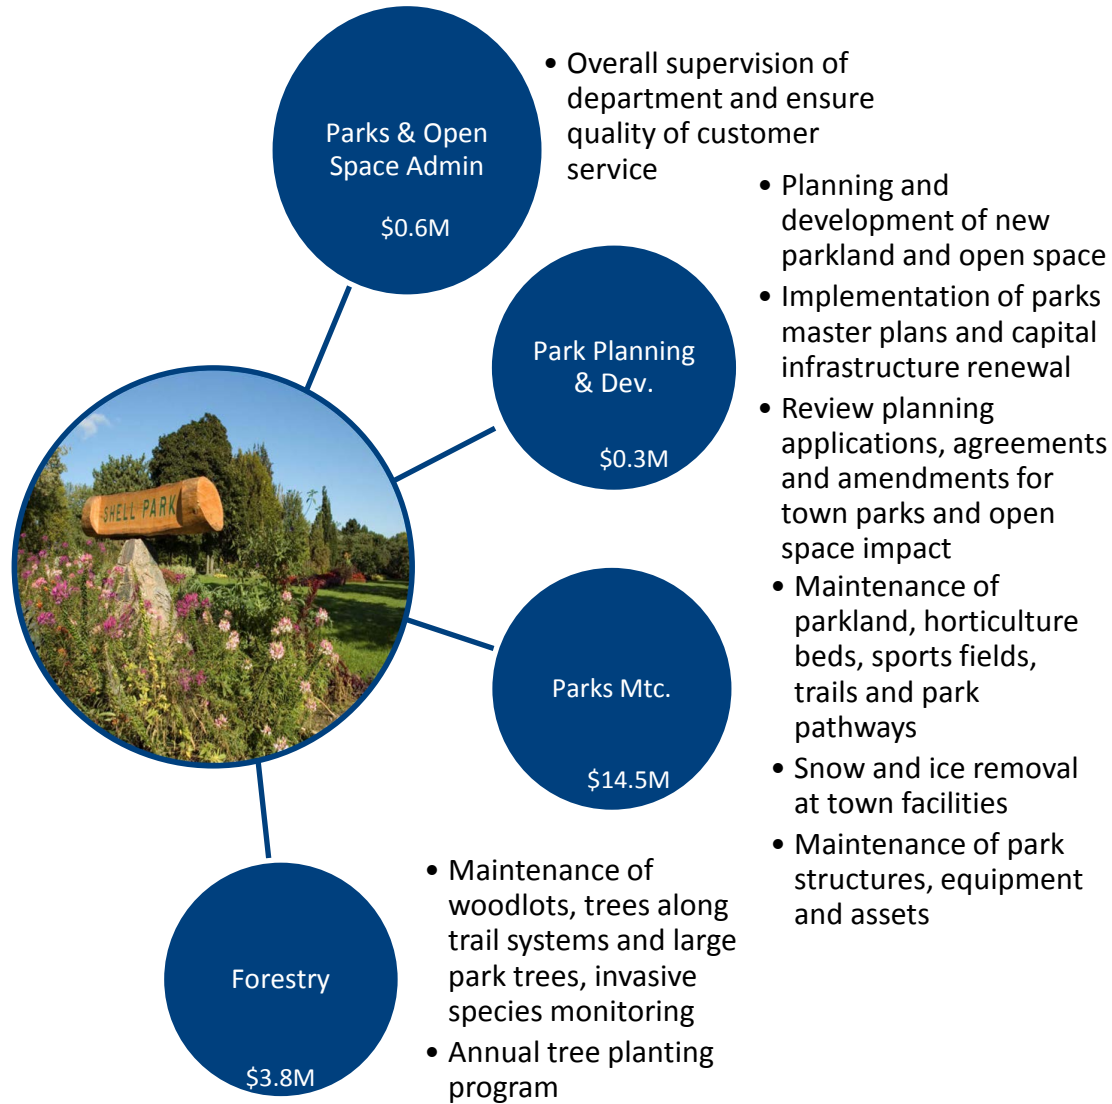 Parks & Open
Space Admin
$0.6M
• Overall supervision of
department and ensure
quality of customer
service
Park Planning
& Dev.
$0.3M
• Planning and
development of new
parkland and open space
• Implementation of parks
master plans and capital
infrastructure renewal
• Review planning
applications, agreements
and amendments for
town parks and open
space impact
SHELL PARK
Parks Mtc.
$14.5M
• Maintenance of
parkland, horticulture
beds, sports fields,
trails and park
pathways
• Snow and ice removal
at town facilities
• Maintenance of park
structures, equipment
and assets
Forestry
$3.8M
• Maintenance of
woodlots, trees along
trail systems and large
park trees, invasive
species monitoring
• Annual tree planting
program